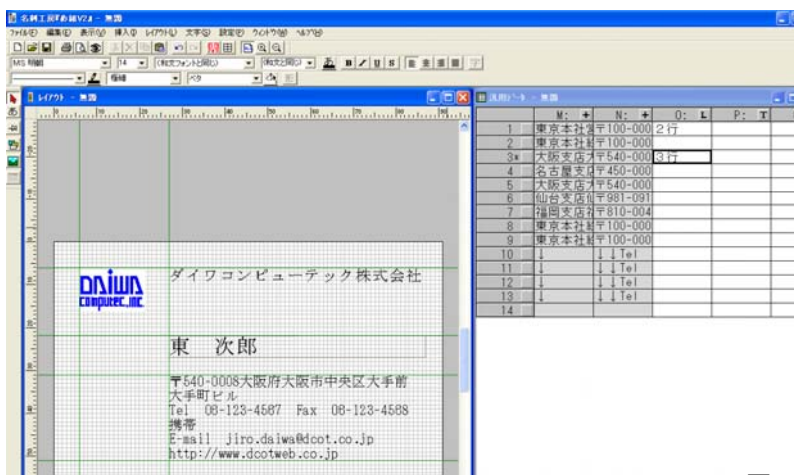 名刺工房『め組V2』 - 無題
ファイル(F) 編集(E) 表示(V) 挿入(I) レイアウト(L) 文字(S) 設定(P) ウィンドウ(W) ヘルプ(H)
MS 明朝 14 (和文フォントと同じ) (和文と同じ) B I U S
極細 ベタ
レイアウト - 無題
DAiWA
COMPUTEC.INC.
ダイワコンピューテック株式会社
東 次郎
〒540-0008大阪府大阪市中央区大手前
大手町ビル
Tel 06-123-4567 Fax 06-123-4568
携帯
E-mail jiro.daiwa@dcot.co.jp
http://www.dcotweb.co.jp
汎用データ - 無題
M: + N: + O: L P: T
1 東京本社営 〒100-000 2行
2 東京本社総 〒100-000
3* 大阪支店大 〒540-000 3行
4 名古屋支店 〒450-000
5 大阪支店大 〒540-000
6 仙台支店仙 〒981-091
7 福岡支店福 〒810-004
8 東京本社総 〒100-000
9 東京本社総 〒100-000
10 ↓ ↓↓Tel
11 ↓ ↓↓Tel
12 ↓ ↓↓Tel
13 ↓ ↓↓Tel
14